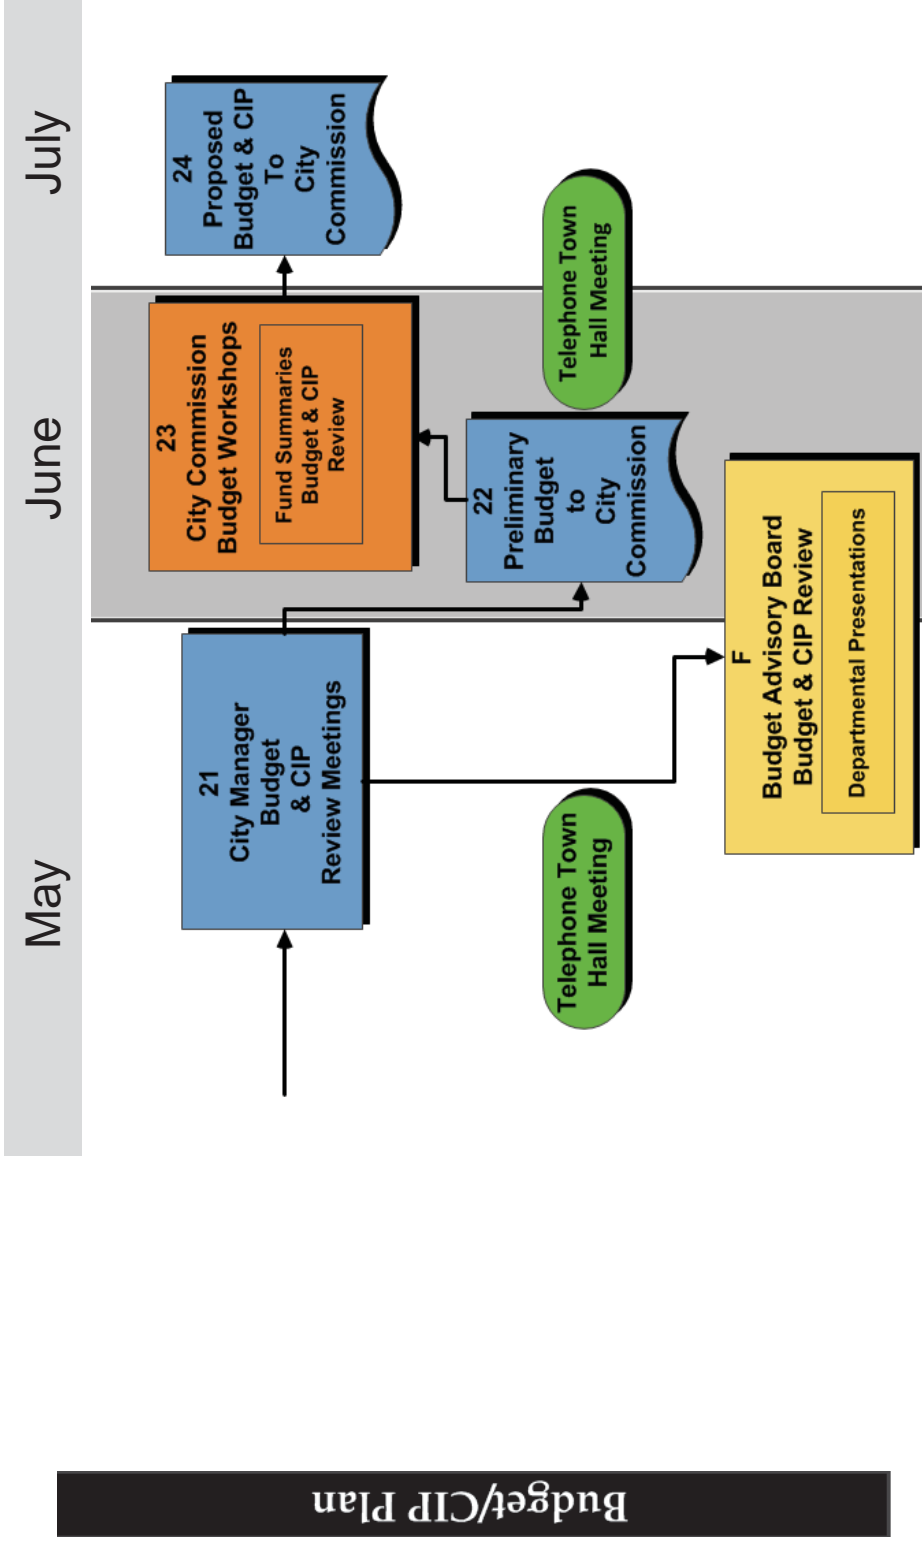 May
June
July
21
City Manager
Budget
& CIP
Review Meetings
23
City Commission
Budget Workshops
Fund Summaries
Budget & CIP
Review
24
Proposed
Budget & CIP
To
City
Commission
22
Preliminary
Budget
to
City
Commission
Telephone Town
Hall Meeting
Telephone Town
Hall Meeting
F
Budget Advisory Board
Budget & CIP Review
Departmental Presentations
Budget/CIP Plan